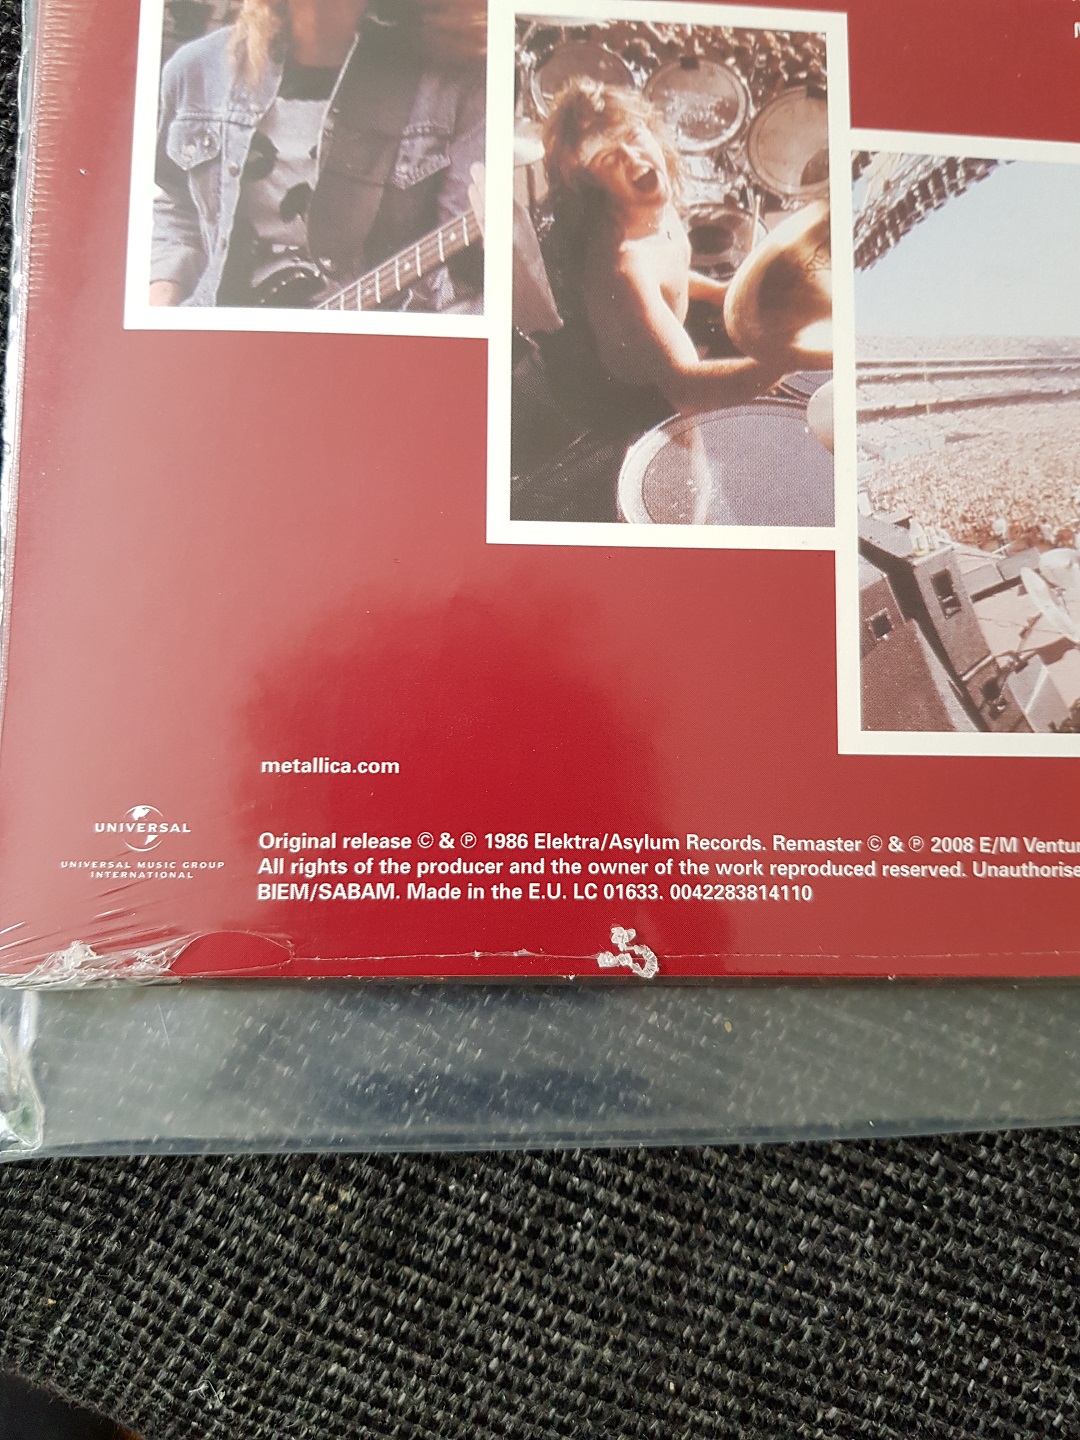 metallica.com
UNIVERSAL
UNIVERSAL MUSIC GROUP
INTERNATIONAL
Original release © & ℗ 1986 Elektra/Asylum Records. Remaster © & ℗ 2008 E/M Ventu
All rights of the producer and the owner of the work reproduced reserved. Unauthorise
BIEM/SABAM. Made in the E.U. LC 01633. 0042283814110